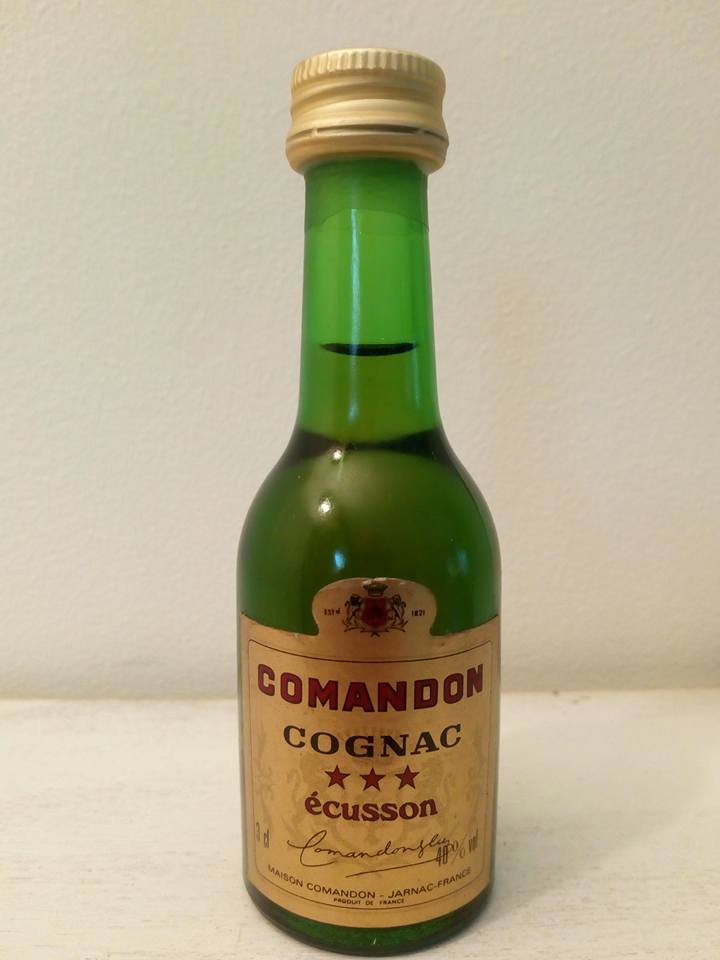 ESTd 1821
COMANDON
COGNAC
★★★
écusson
3 cl
40% vol
MAISON COMANDON - JARNAC-FRANCE
PRODUIT DE FRANCE